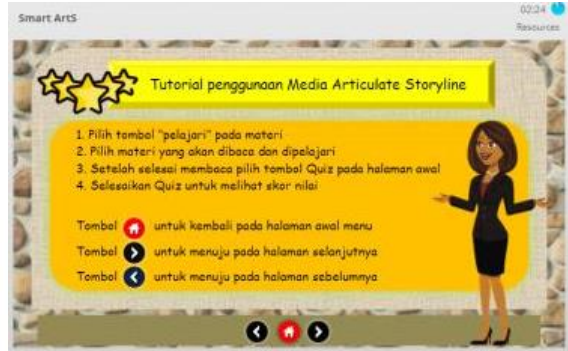 Smart ArtS
02:24
Resources
Tutorial penggunaan Media Articulate Storyline
1. Pilih tombol "pelajari" pada materi
2. Pilih materi yang akan dibaca dan dipelajari
3. Setelah selesai membaca pilih tombol Quiz pada halaman awal
4. Selesaikan Quiz untuk melihat skor nilai
Tombol untuk kembali pada halaman awal menu
Tombol untuk menuju pada halaman selanjutnya
Tombol untuk menuju pada halaman sebelumnya